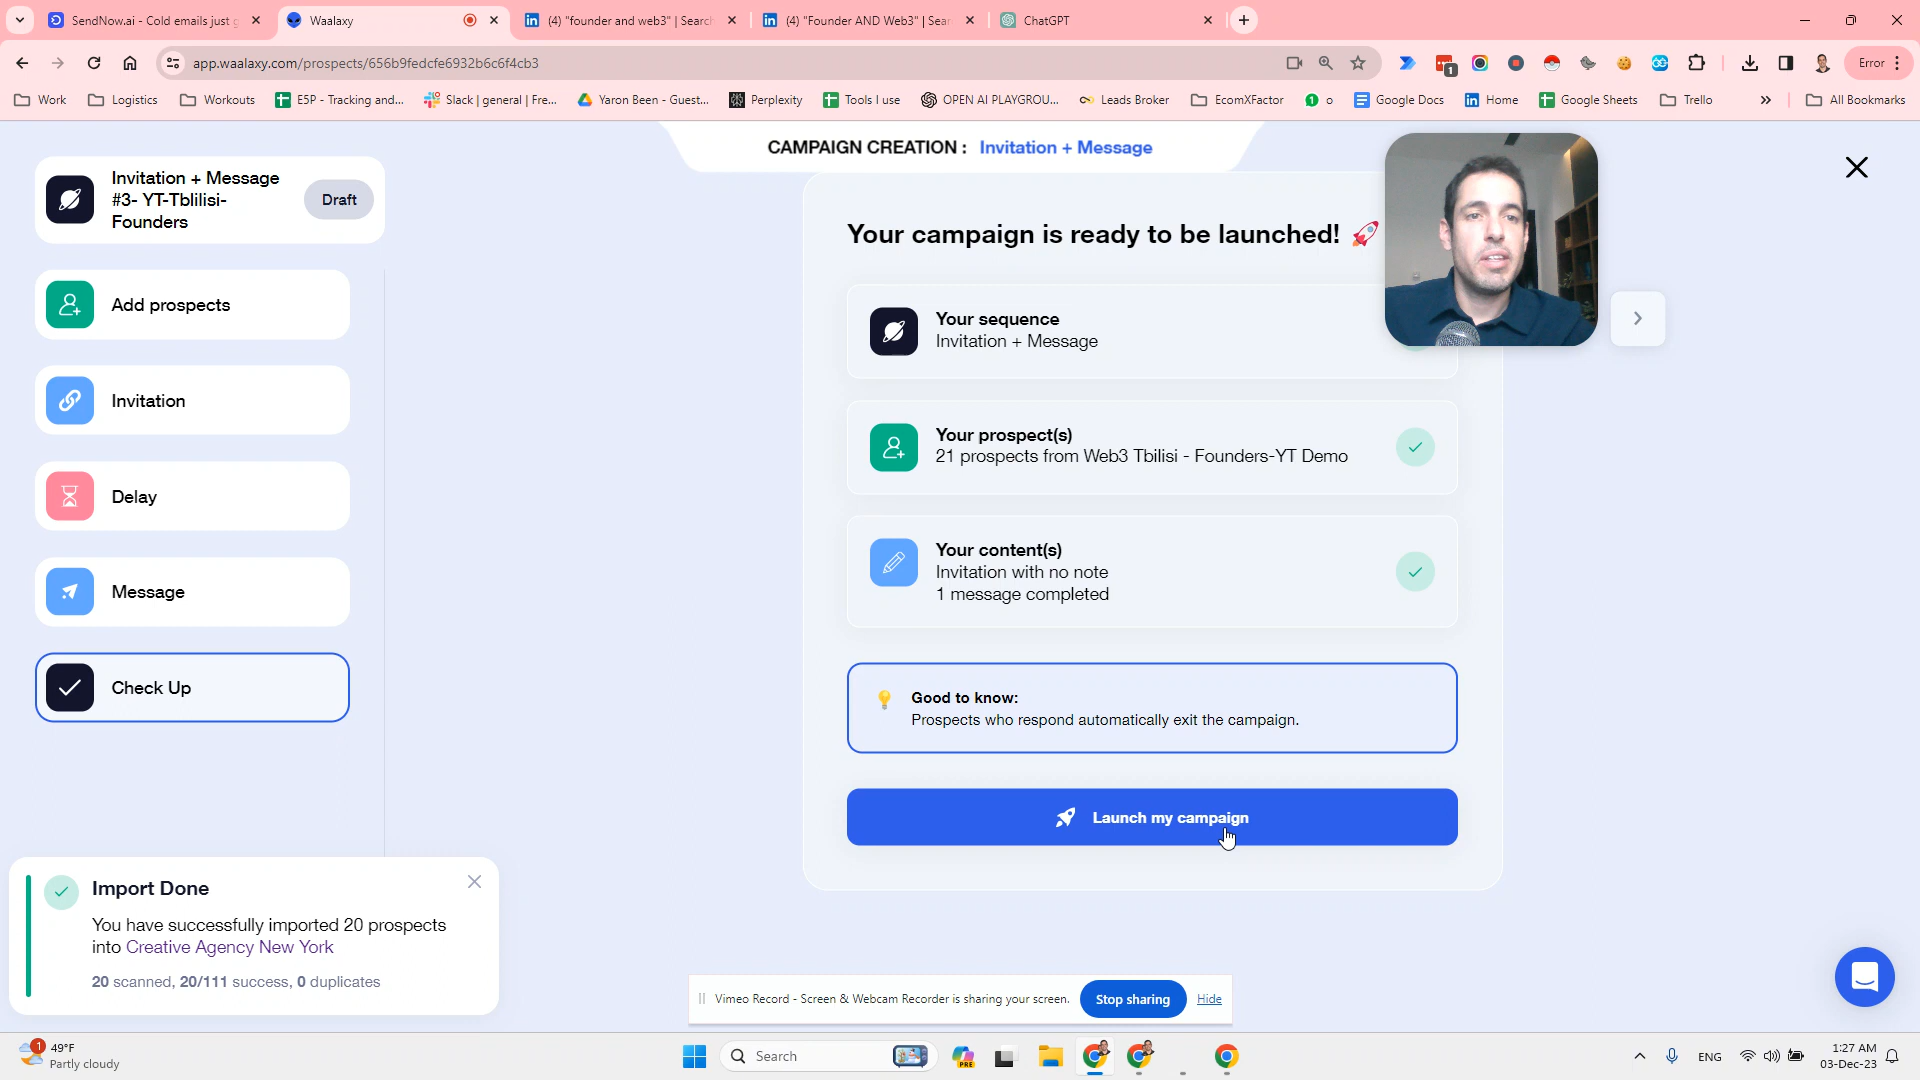 SendNow.ai - Cold emails just g
Waalaxy
(4) "founder and web3" | Search
(4) "Founder AND Web3" | Sear
ChatGPT
app.waalaxy.com/prospects/656b9fedcfe6932b6c6f4cb3
1
Error
Work
Logistics
Workouts
E5P - Tracking and...
Slack | general | Fre...
Yaron Been - Guest...
Perplexity
Tools I use
OPEN AI PLAYGROU...
Leads Broker
EcomXFactor
o
Google Docs
Home
Google Sheets
Trello
All Bookmarks
CAMPAIGN CREATION : Invitation + Message
Invitation + Message
#3- YT-Tblilisi-
Founders
Draft
Add prospects
Invitation
Delay
Message
Check Up
Your campaign is ready to be launched! 🚀
Your sequence
Invitation + Message
Your prospect(s)
21 prospects from Web3 Tbilisi - Founders-YT Demo
Your content(s)
Invitation with no note
1 message completed
Good to know:
Prospects who respond automatically exit the campaign.
Launch my campaign
Import Done
You have successfully imported 20 prospects
into Creative Agency New York
20 scanned, 20/111 success, 0 duplicates
Vimeo Record - Screen & Webcam Recorder is sharing your screen.
Stop sharing
Hide
1
49°F
Partly cloudy
Search
PRE
ENG
1:27 AM
03-Dec-23